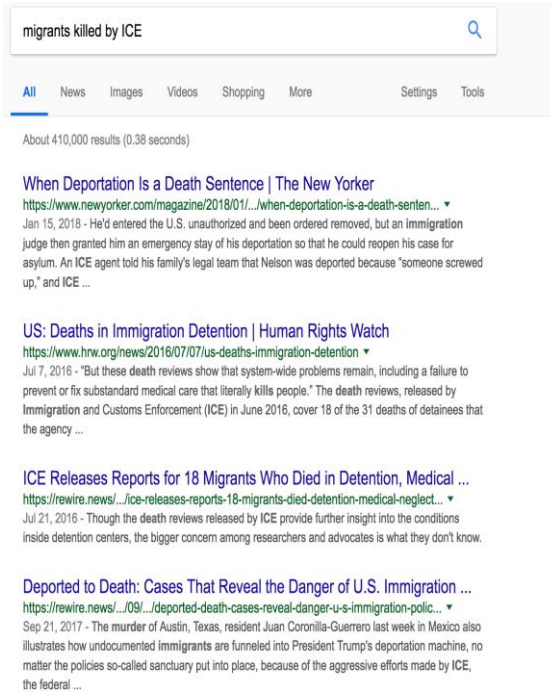 migrants killed by ICE
All News Images Videos Shopping More Settings Tools
About 410,000 results (0.38 seconds)
When Deportation Is a Death Sentence | The New Yorker
https://www.newyorker.com/magazine/2018/01/.../when-deportation-is-a-death-senten...
Jan 15, 2018 - He'd entered the U.S. unauthorized and been ordered removed, but an immigration
judge then granted him an emergency stay of his deportation so that he could reopen his case for
asylum. An ICE agent told his family's legal team that Nelson was deported because "someone screwed
up," and ICE ...
US: Deaths in Immigration Detention | Human Rights Watch
https://www.hrw.org/news/2016/07/07/us-deaths-immigration-detention
Jul 7, 2016 - "But these death reviews show that system-wide problems remain, including a failure to
prevent or fix substandard medical care that literally kills people." The death reviews, released by
Immigration and Customs Enforcement (ICE) in June 2016, cover 18 of the 31 deaths of detainees that
the agency ...
ICE Releases Reports for 18 Migrants Who Died in Detention, Medical ...
https://rewire.news/.../ice-releases-reports-18-migrants-died-detention-medical-neglect...
Jul 21, 2016 - Though the death reviews released by ICE provide further insight into the conditions
inside detention centers, the bigger concern among researchers and advocates is what they don't know.
Deported to Death: Cases That Reveal the Danger of U.S. Immigration ...
https://rewire.news/.../09/.../deported-death-cases-reveal-danger-u-s-immigration-polic...
Sep 21, 2017 - The murder of Austin, Texas, resident Juan Coronilla-Guerrero last week in Mexico also
illustrates how undocumented immigrants are funneled into President Trump's deportation machine, no
matter the policies so-called sanctuary put into place, because of the aggressive efforts made by ICE,
the federal ...